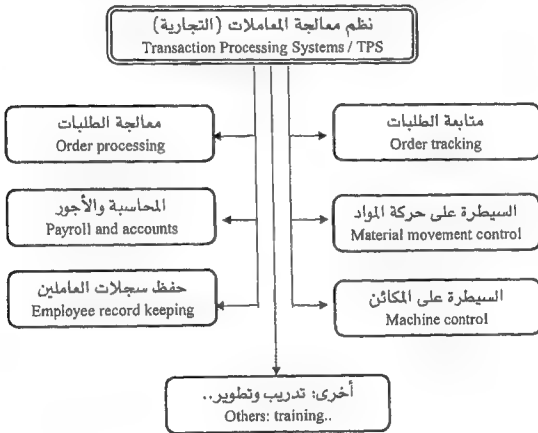 نظم معالجة المعاملات (التجارية)
Transaction Processing Systems / TPS
معالجة الطلبات
Order processing
متابعة الطلبات
Order tracking
المحاسبة والأجور
Payroll and accounts
السيطرة على حركة المواد
Material movement control
حفظ سجلات العاملين
Employee record keeping
السيطرة على المكائن
Machine control
أخرى: تدريب وتطوير..
Others: training..